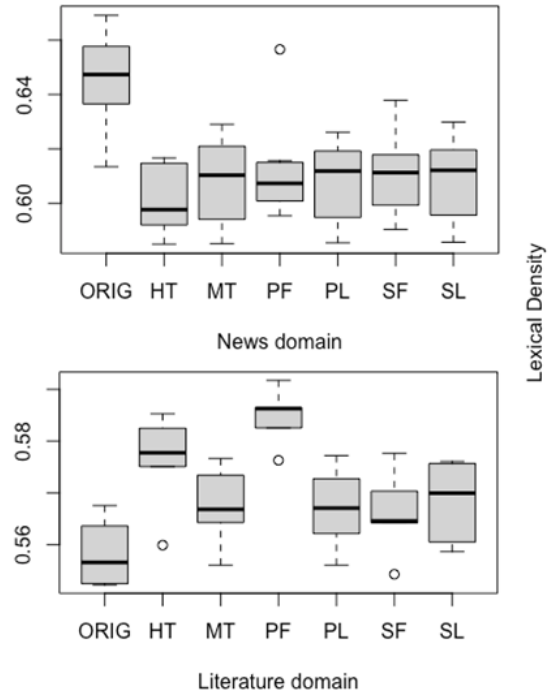 0.64
0.60
ORIG HT MT PF PL SF SL
News domain
Lexical Density
0.58
0.56
ORIG HT MT PF PL SF SL
Literature domain